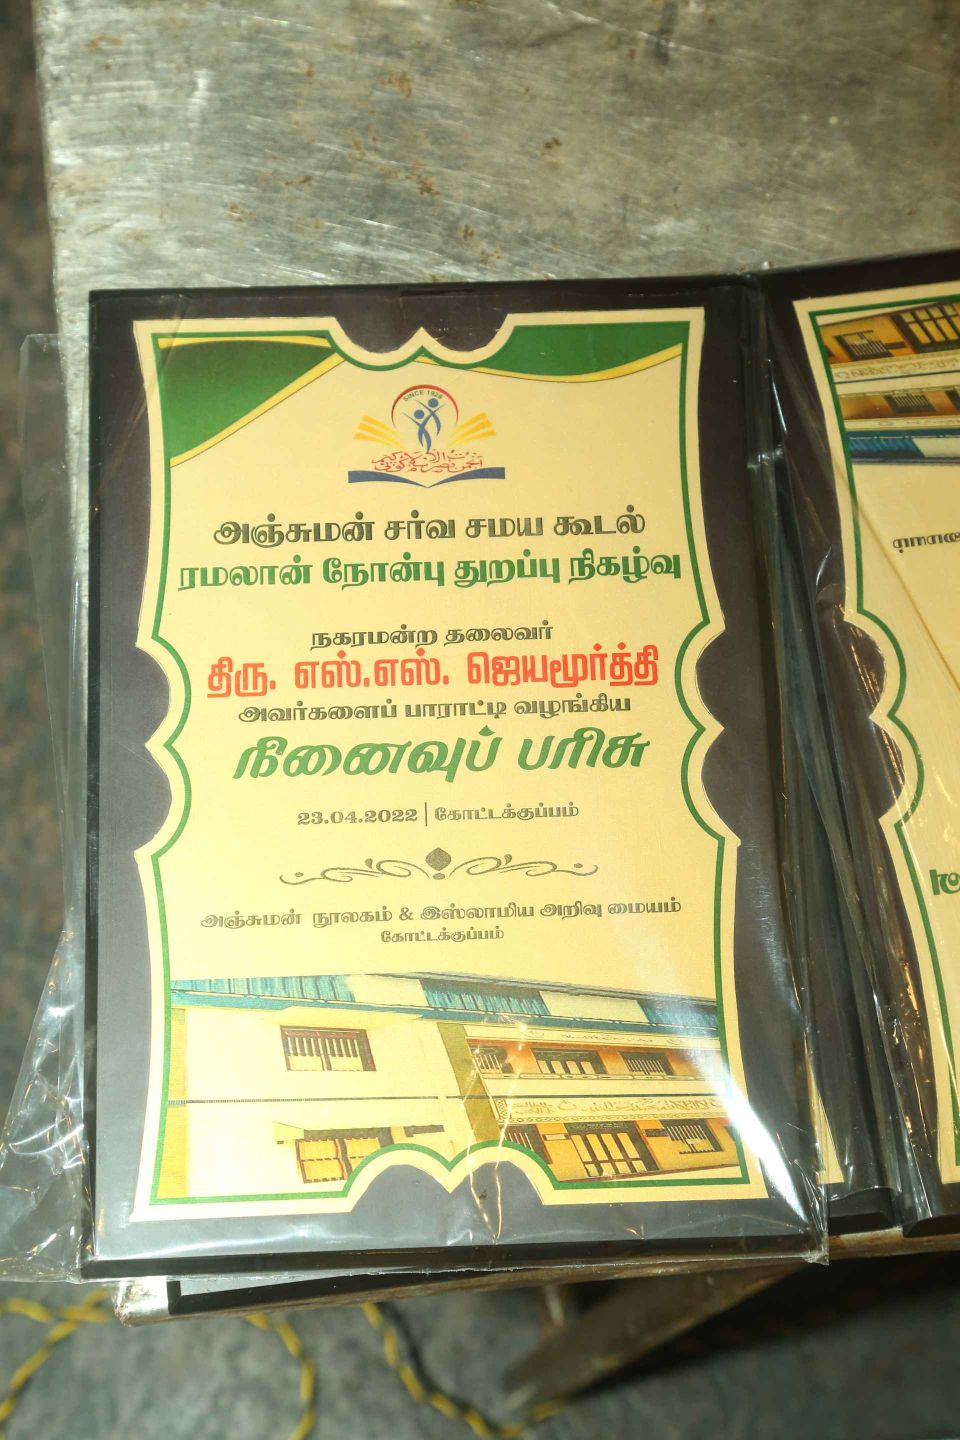 SINCE 1926
அஞ்சுமன் சர்வ சமய கூடல்
ரமலான் நோன்பு துறப்பு நிகழ்வு
நகரமன்ற தலைவர்
திரு. எஸ்.எஸ். ஜெயமூர்த்தி
அவர்களைப் பாராட்டி வழங்கிய
நினைவுப் பரிசு
23.04.2022 | கோட்டக்குப்பம்
அஞ்சுமன் நூலகம் & இஸ்லாமிய அறிவு மையம்
கோட்டக்குப்பம்